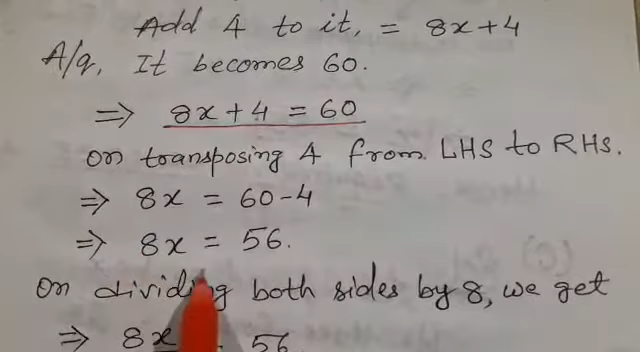 Add 4 to it, = 8x+4
A/q, It becomes 60.
⇒ 8x + 4 = 60
on transposing 4 from LHS to RHS.
⇒ 8x = 60-4
⇒ 8x = 56.
on dividing both sides by 8, we get
⇒ 8x = 56